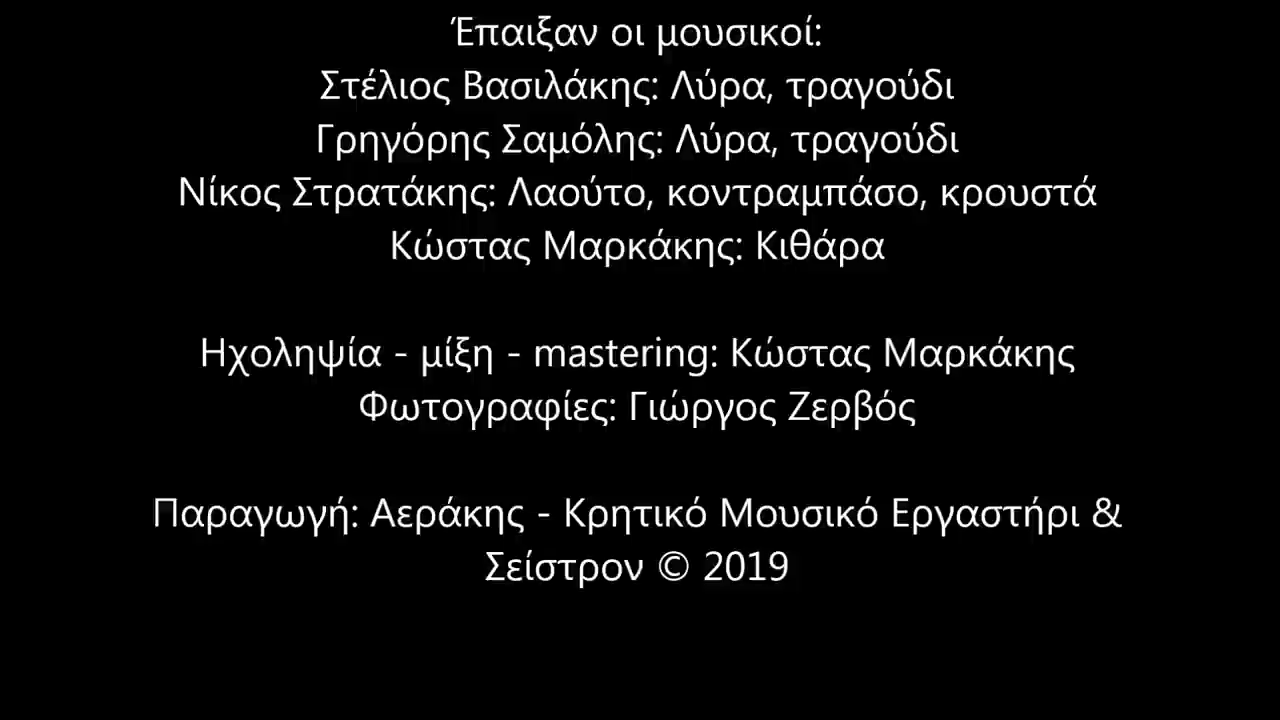 Έπαιξαν οι μουσικοί:
Στέλιος Βασιλάκης: Λύρα, τραγούδι
Γρηγόρης Σαμόλης: Λύρα, τραγούδι
Νίκος Στρατάκης: Λαούτο, κοντραμπάσο, κρουστά
Κώστας Μαρκάκης: Κιθάρα
Ηχοληψία - μίξη - mastering: Κώστας Μαρκάκης
Φωτογραφίες: Γιώργος Ζερβός
Παραγωγή: Αεράκης - Κρητικό Μουσικό Εργαστήρι &
Σείστρον © 2019